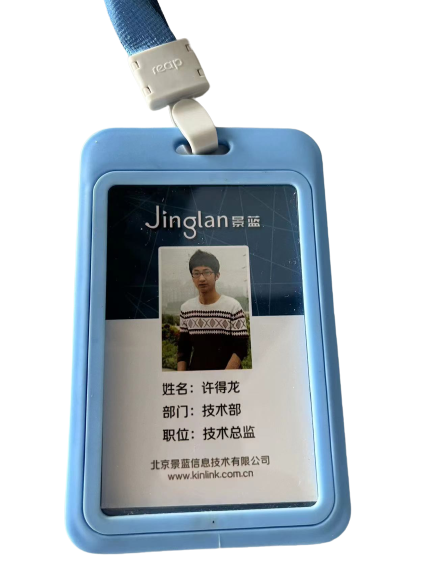 reap
Jinglan景蓝
姓名：许得龙
部门：技术部
职位：技术总监
北京景蓝信息技术有限公司
www.kinlink.com.cn